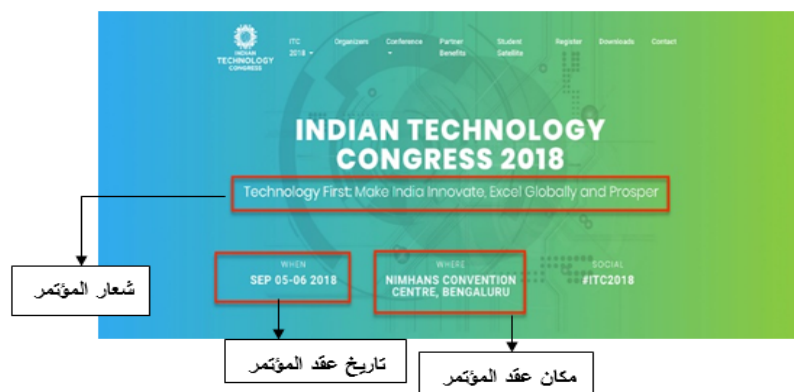 ITC 2018
Organizers
Conference
Partner Benefits
Student Satellite
Register
Downloads
Contact
INDIAN
TECHNOLOGY
CONGRESS
INDIAN TECHNOLOGY
CONGRESS 2018
Technology First: Make India Innovate, Excel Globally and Prosper
شعار المؤتمر
WHEN
SEP 05-06 2018
WHERE
NIMHANS CONVENTION
CENTRE, BENGALURU
SOCIAL
#ITC2018
تاريخ عقد المؤتمر
مكان عقد المؤتمر